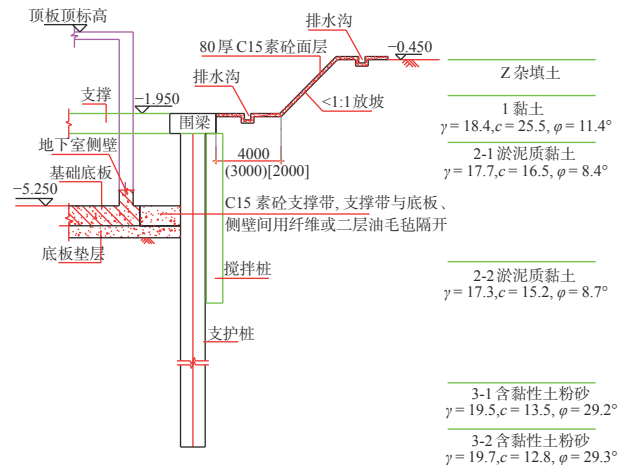 顶板顶标高
排水沟
80厚C15素砼面层
−0.450
Z 杂填土
排水沟
<1:1放坡
支撑
−1.950
围梁
1 黏土
γ = 18.4,c = 25.5, φ = 11.4°
地下室侧壁
4000
(3000)[2000]
2-1 淤泥质黏土
γ = 17.7,c = 16.5, φ = 8.4°
基础底板
−5.250
C15 素砼支撑带, 支撑带与底板、
侧壁间用纤维或二层油毛毡隔开
底板垫层
搅拌桩
2-2 淤泥质黏土
γ = 17.3,c = 15.2, φ = 8.7°
支护桩
3-1 含黏性土粉砂
γ = 19.5,c = 13.5, φ = 29.2°
3-2 含黏性土粉砂
γ = 19.7,c = 12.8, φ = 29.3°